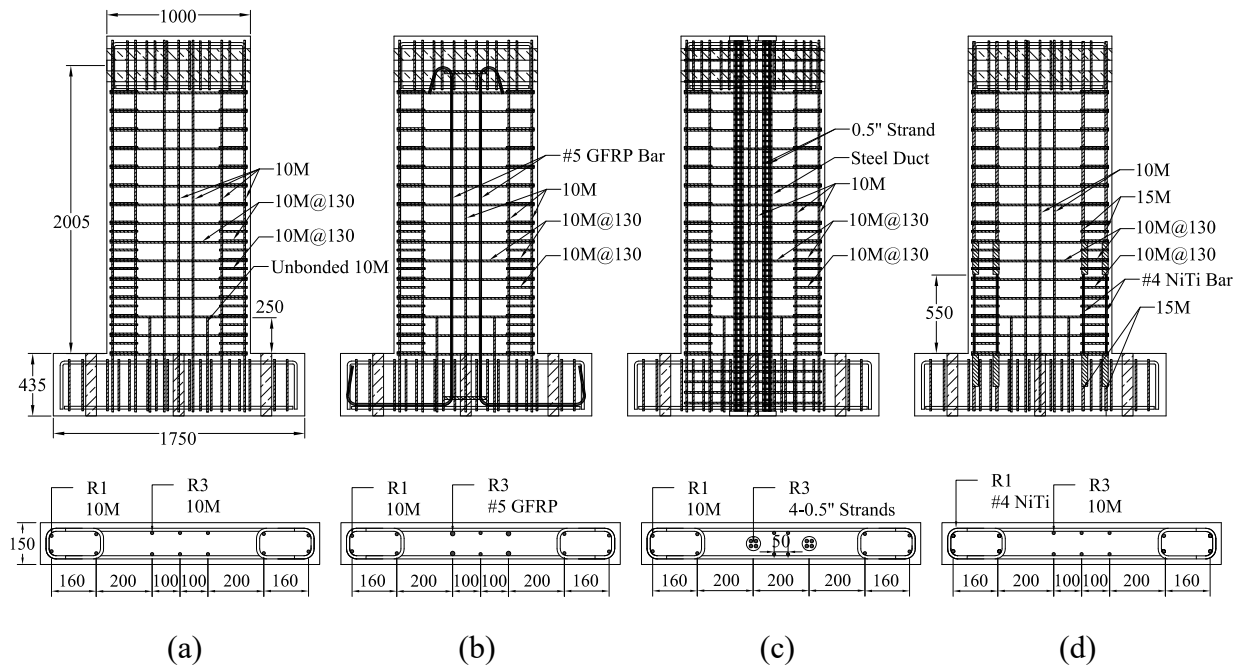 1000
2005
10M
10M@130
10M@130
Unbonded 10M
250
435
1750
#5 GFRP Bar
10M
10M@130
10M@130
0.5" Strand
Steel Duct
10M
10M@130
10M@130
10M
15M
10M@130
10M@130
#4 NiTi Bar
15M
550
R1
10M
R3
10M
150
160
200
100
100
200
160
R1
10M
R3
#5 GFRP
160
200
100
100
200
160
R1
10M
R3
4-0.5" Strands
50
160
200
200
200
160
R1
#4 NiTi
R3
10M
160
200
100
100
200
160
(a)
(b)
(c)
(d)